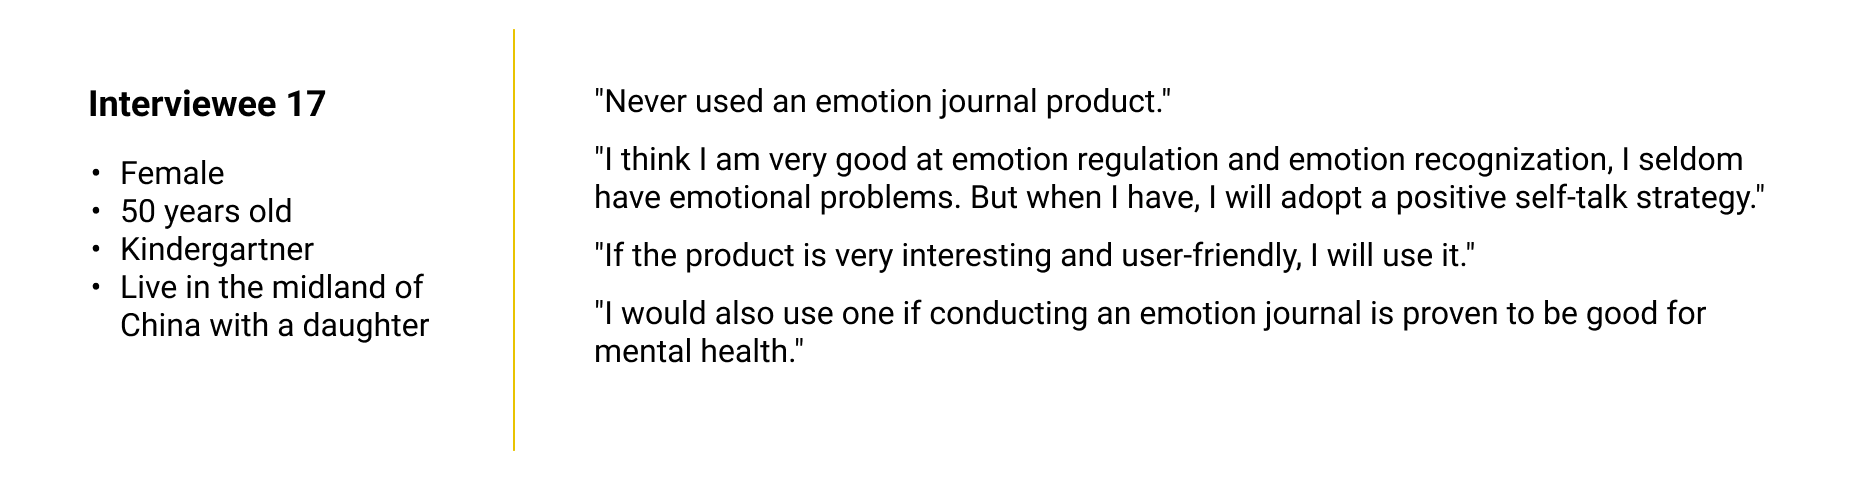 Interviewee 17
• Female
• 50 years old
• Kindergartner
• Live in the midland of
China with a daughter
"Never used an emotion journal product."
"I think I am very good at emotion regulation and emotion recognization, I seldom
have emotional problems. But when I have, I will adopt a positive self-talk strategy."
"If the product is very interesting and user-friendly, I will use it."
"I would also use one if conducting an emotion journal is proven to be good for
mental health."